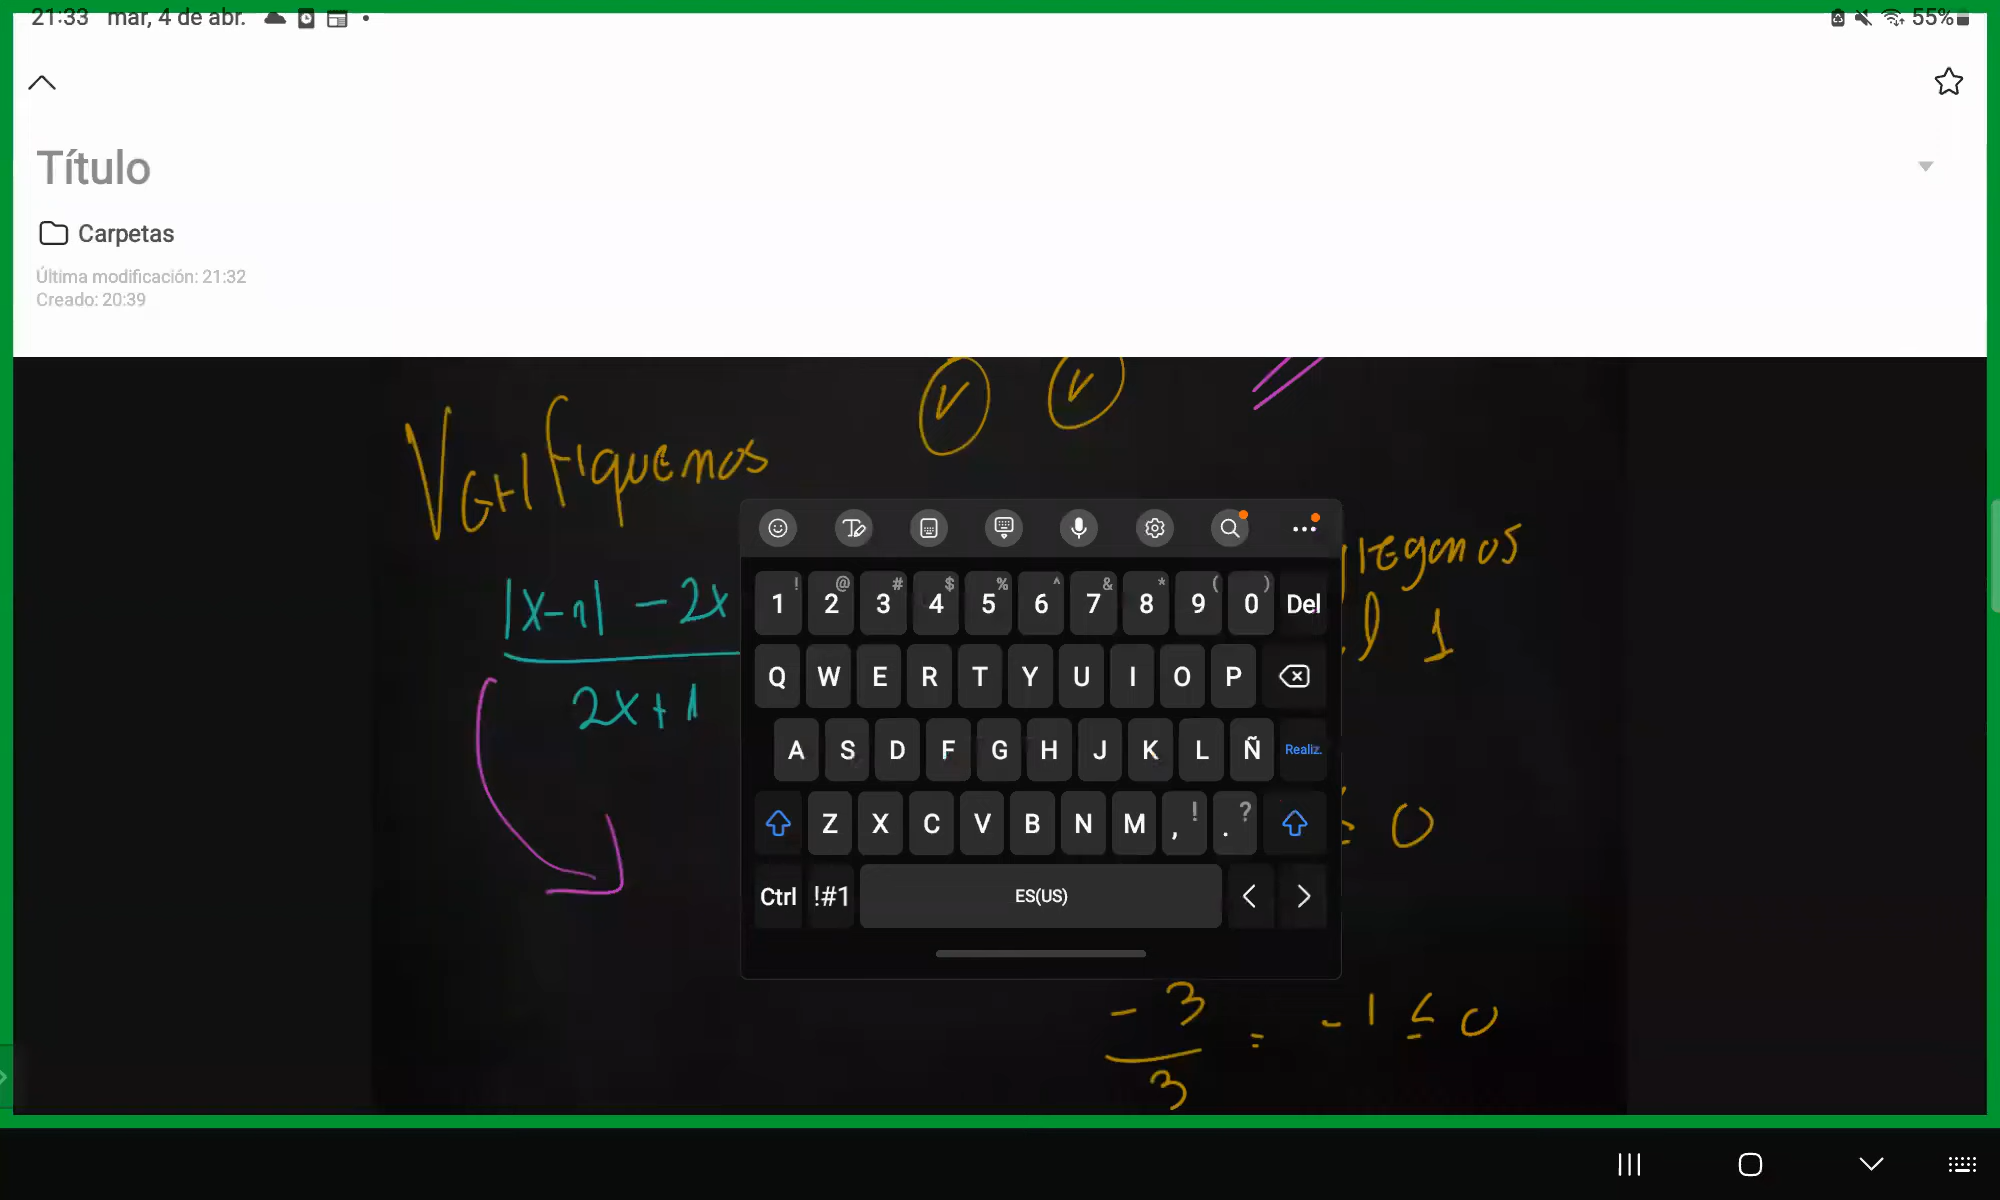 21:33 mar, 4 de abr.
55%
Título
Carpetas
Última modificación: 21:32
Creado: 20:39
Verifiquemos
|x-1| - 2x
2x+1
legamos
el 1
≤ 0
-3
3
= -1 ≤ 0
1 ! 2 @ 3 # 4 $ 5 % 6 ^ 7 & 8 * 9 ( 0 ) Del
Q W E R T Y U I O P
A S D F G H J K L Ñ Realiz.
Z X C V B N M , ! . ?
Ctrl !#1 ES(US) < >